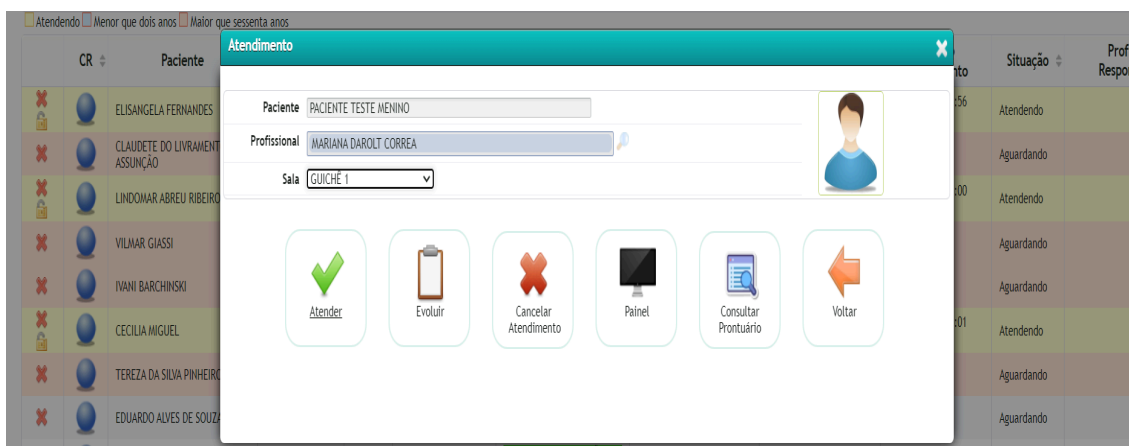 Atendendo Menor que dois anos Maior que sessenta anos
CR Paciente Situação
Atendimento
Paciente PACIENTE TESTE MENINO
Profissional MARIANA DAROLT CORREA
Sala GUICHÊ 1
Atender Evoluir Cancelar Atendimento Painel Consultar Prontuário Voltar
ELISANGELA FERNANDES :56 Atendendo
CLAUDETE DO LIVRAMENT
ASSUNÇÃO Aguardando
LINDOMAR ABREU RIBEIRO :00 Atendendo
VILMAR GIASSI Aguardando
IVANI BARCHINSKI Aguardando
CECILIA MIGUEL :01 Atendendo
TEREZA DA SILVA PINHEIRO Aguardando
EDUARDO ALVES DE SOUZA Aguardando